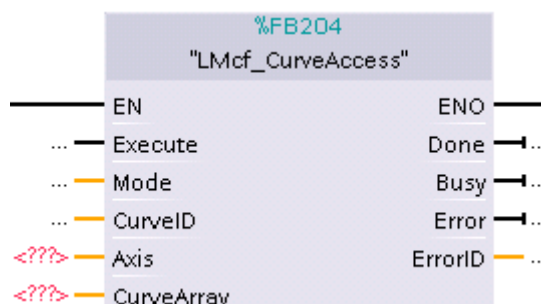 %FB204
"LMcf_CurveAccess"
EN ENO
... Execute Done ...
... Mode Busy ...
... CurveID Error ...
<???> Axis ErrorID ...
<???> CurveArray